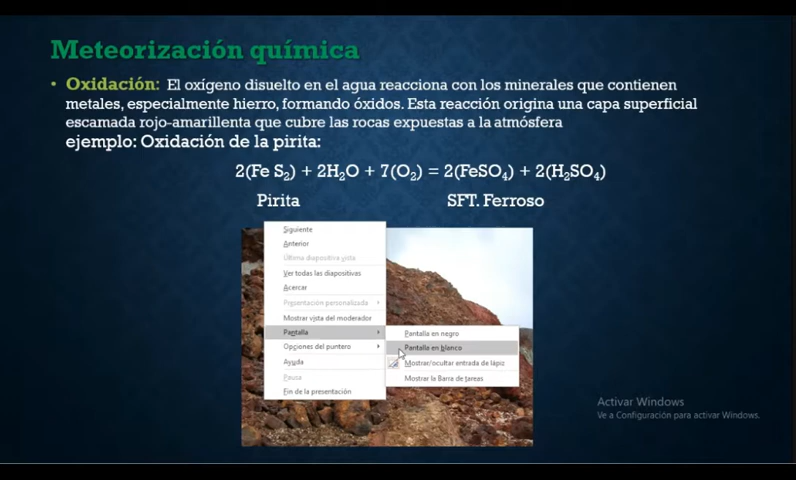 Meteorización química
• Oxidación: El oxígeno disuelto en el agua reacciona con los minerales que contienen
metales, especialmente hierro, formando óxidos. Esta reacción origina una capa superficial
escamada rojo-amarillenta que cubre las rocas expuestas a la atmósfera
ejemplo: Oxidación de la pirita:
2(Fe S₂) + 2H₂O + 7(O₂) = 2(FeSO₄) + 2(H₂SO₄)
Pirita SFT. Ferroso
Siguiente
Anterior
Última diapositiva vista
Ver todas las diapositivas
Acercar
Presentación personalizada
Mostrar vista del moderador
Pantalla
Opciones del puntero
Ayuda
Pausa
Fin de la presentación
Pantalla en negro
Pantalla en blanco
Mostrar/ocultar entrada de lápiz
Mostrar la Barra de tareas
Activar Windows
Ve a Configuración para activar Windows.